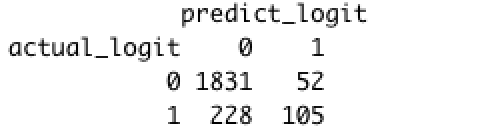 predict_logit
actual_logit 0 1
0 1831 52
1 228 105